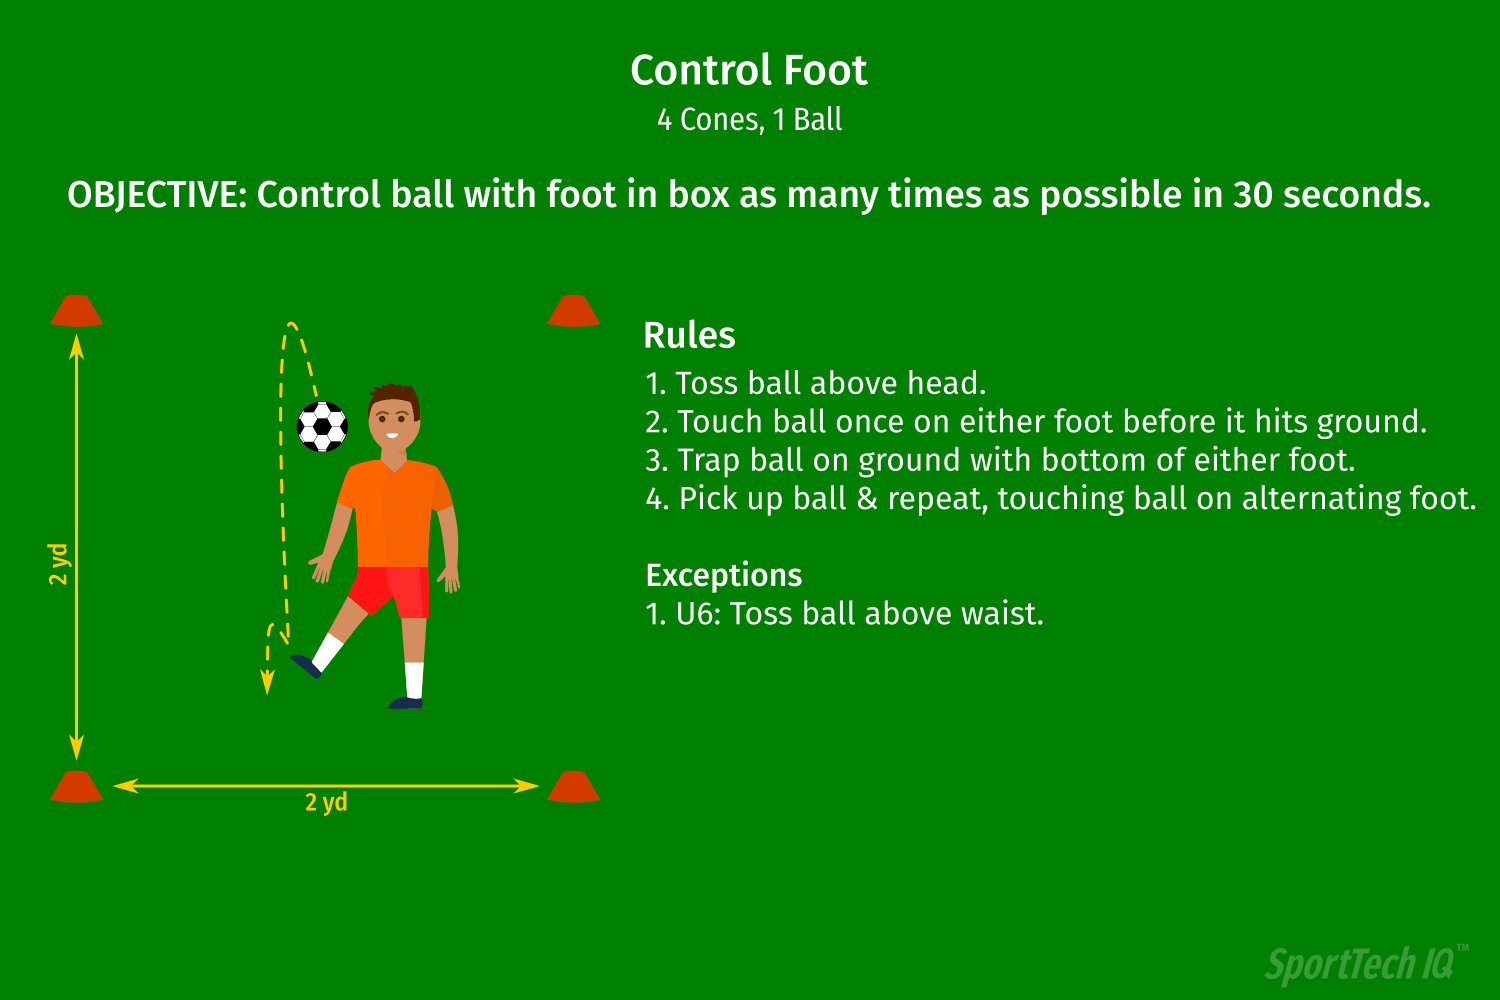 Control Foot
4 Cones, 1 Ball
OBJECTIVE: Control ball with foot in box as many times as possible in 30 seconds.
Rules
1. Toss ball above head.
2. Touch ball once on either foot before it hits ground.
3. Trap ball on ground with bottom of either foot.
4. Pick up ball & repeat, touching ball on alternating foot.
Exceptions
1. U6: Toss ball above waist.
2 yd
2 yd
SportTech IQ™